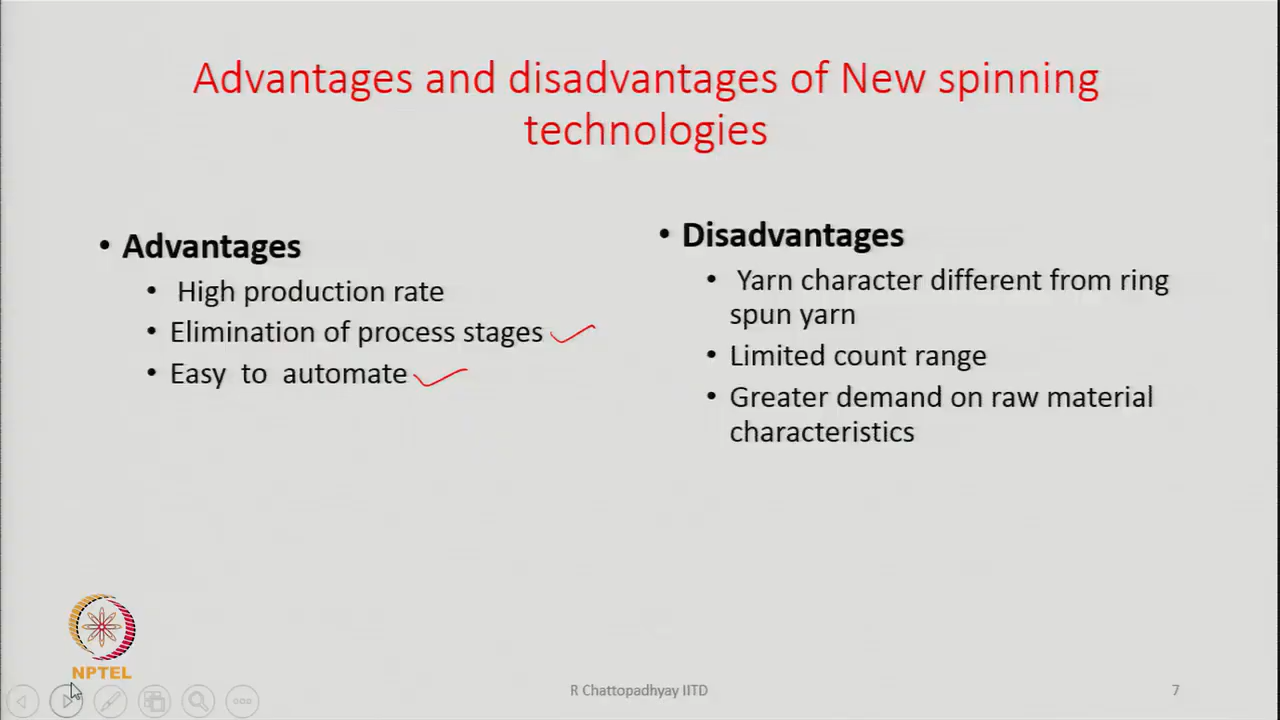 Advantages and disadvantages of New spinning
technologies
• Advantages
• High production rate
• Elimination of process stages
• Easy to automate
• Disadvantages
• Yarn character different from ring
spun yarn
• Limited count range
• Greater demand on raw material
characteristics
NPTEL
R Chattopadhyay IITD
7